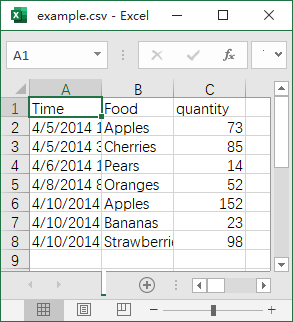 example.csv - Excel
A1
fx
A B C
1 Time Food quantity
2 4/5/2014 1 Apples 73
3 4/5/2014 3 Cherries 85
4 4/6/2014 1 Pears 14
5 4/8/2014 8 Oranges 52
6 4/10/2014 Apples 152
7 4/10/2014 Bananas 23
8 4/10/2014 Strawberri 98
9